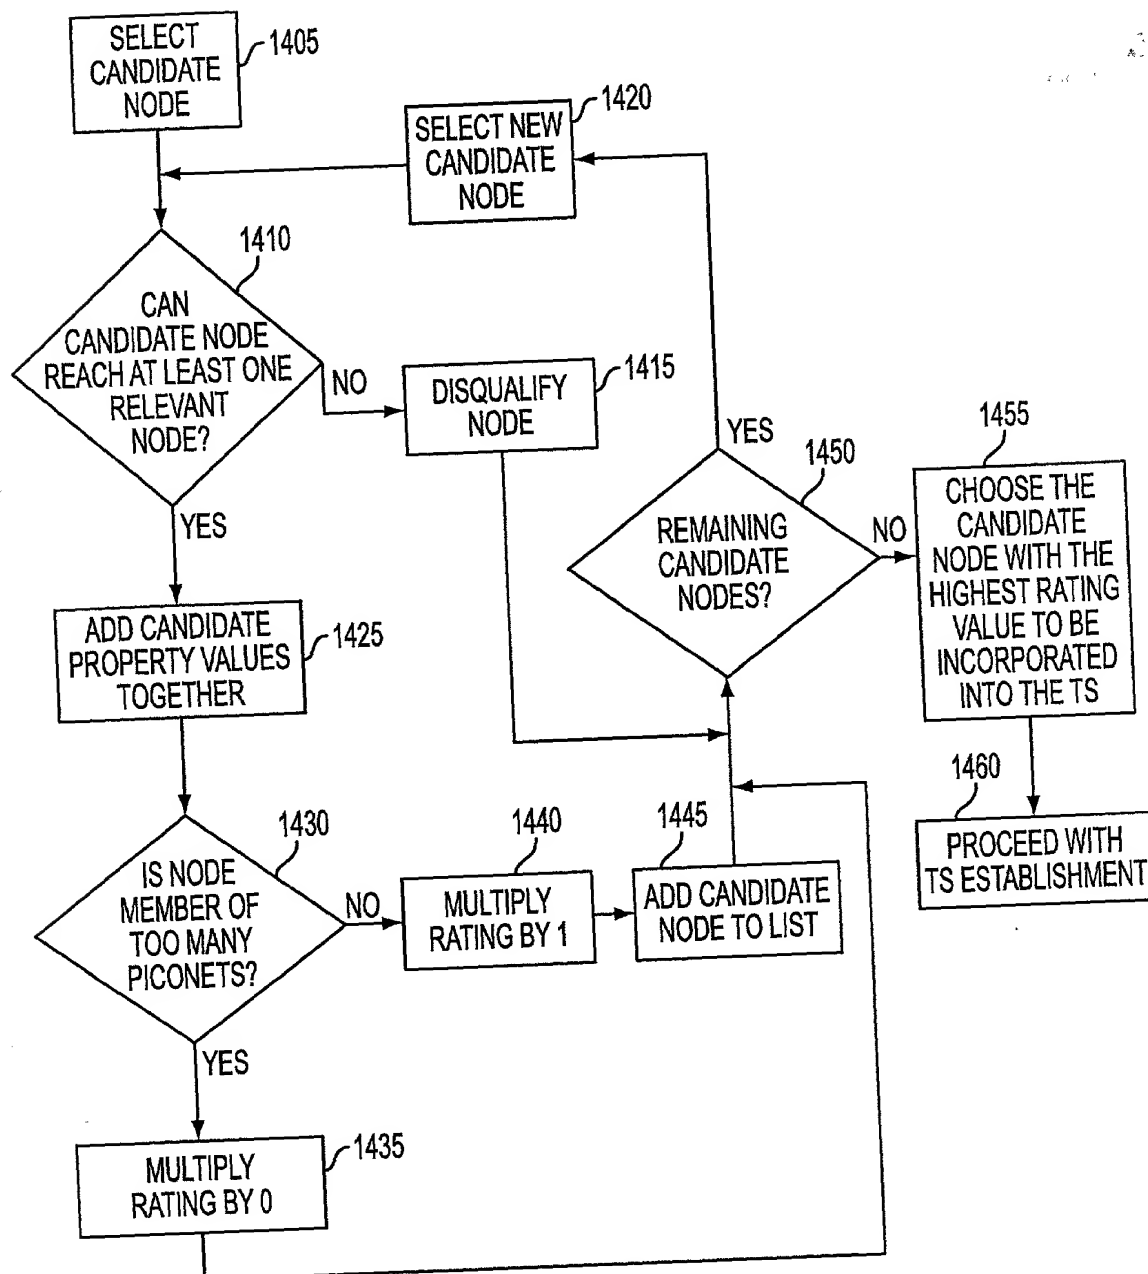 SELECT
CANDIDATE
NODE
1405
SELECT NEW
CANDIDATE
NODE
1420
CAN
CANDIDATE NODE
REACH AT LEAST ONE
RELEVANT
NODE?
1410
NO
YES
DISQUALIFY
NODE
1415
ADD CANDIDATE
PROPERTY VALUES
TOGETHER
1425
IS NODE
MEMBER OF
TOO MANY
PICONETS?
1430
NO
YES
MULTIPLY
RATING BY 0
1435
MULTIPLY
RATING BY 1
1440
ADD CANDIDATE
NODE TO LIST
1445
REMAINING
CANDIDATE
NODES?
1450
YES
NO
CHOOSE THE
CANDIDATE
NODE WITH THE
HIGHEST RATING
VALUE TO BE
INCORPORATED
INTO THE TS
1455
PROCEED WITH
TS ESTABLISHMENT
1460